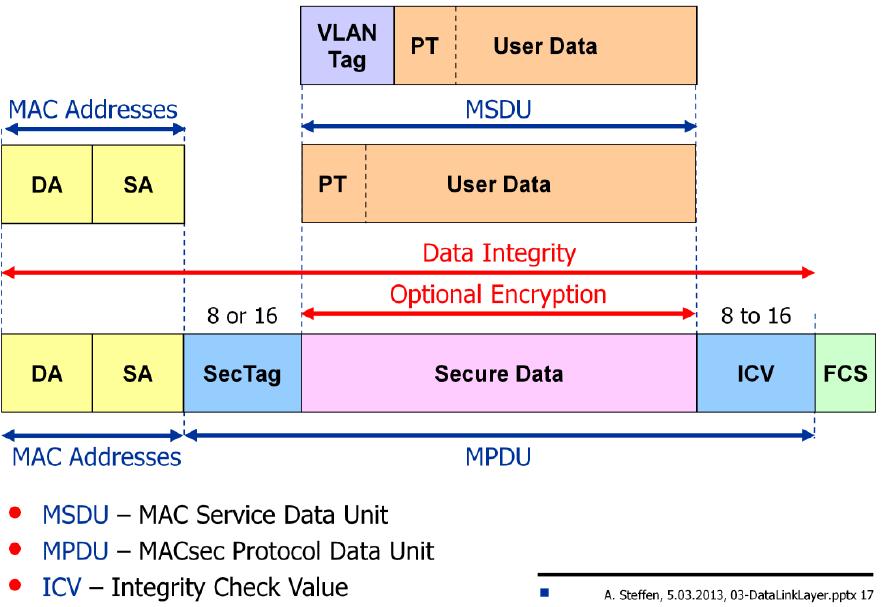 VLAN Tag PT User Data
MAC Addresses MSDU
DA SA PT User Data
Data Integrity
Optional Encryption
8 or 16 8 to 16
DA SA SecTag Secure Data ICV FCS
MAC Addresses MPDU
MSDU – MAC Service Data Unit
MPDU – MACsec Protocol Data Unit
ICV – Integrity Check Value
A. Steffen, 5.03.2013, 03-DataLinkLayer.pptx 17